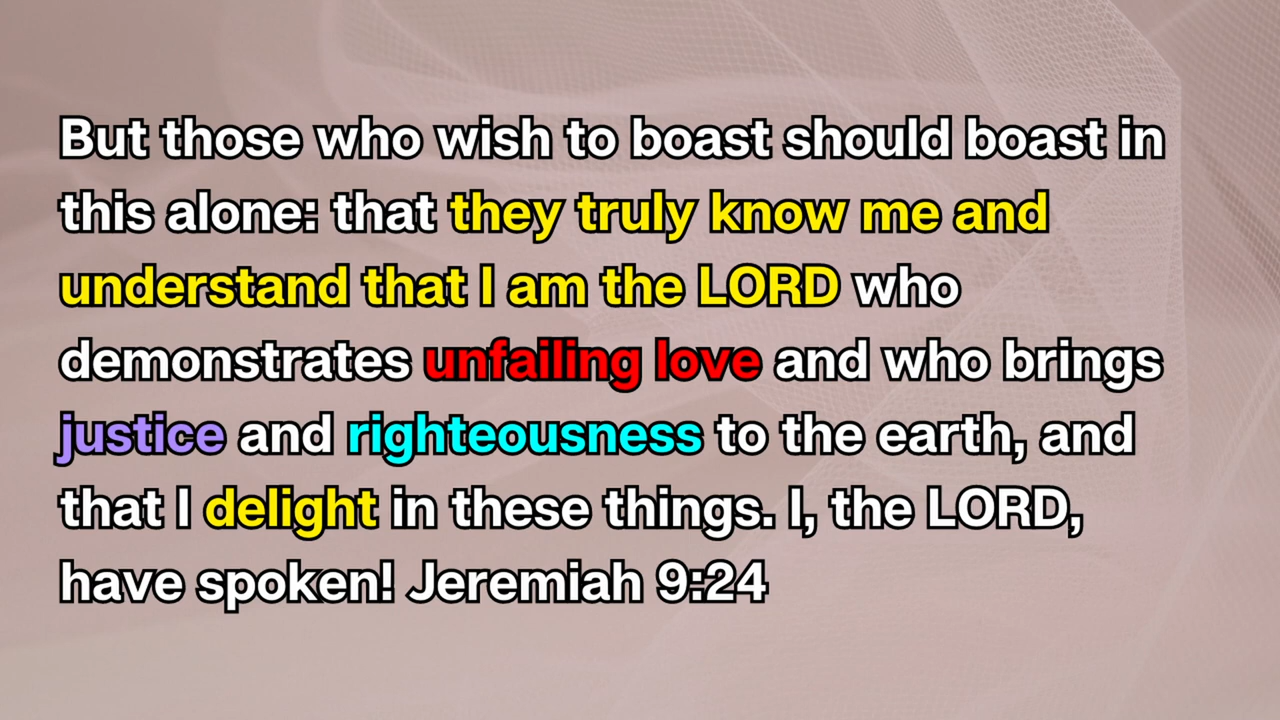 But those who wish to boast should boast in
this alone: that they truly know me and
understand that I am the LORD who
demonstrates unfailing love and who brings
justice and righteousness to the earth, and
that I delight in these things. I, the LORD,
have spoken! Jeremiah 9:24